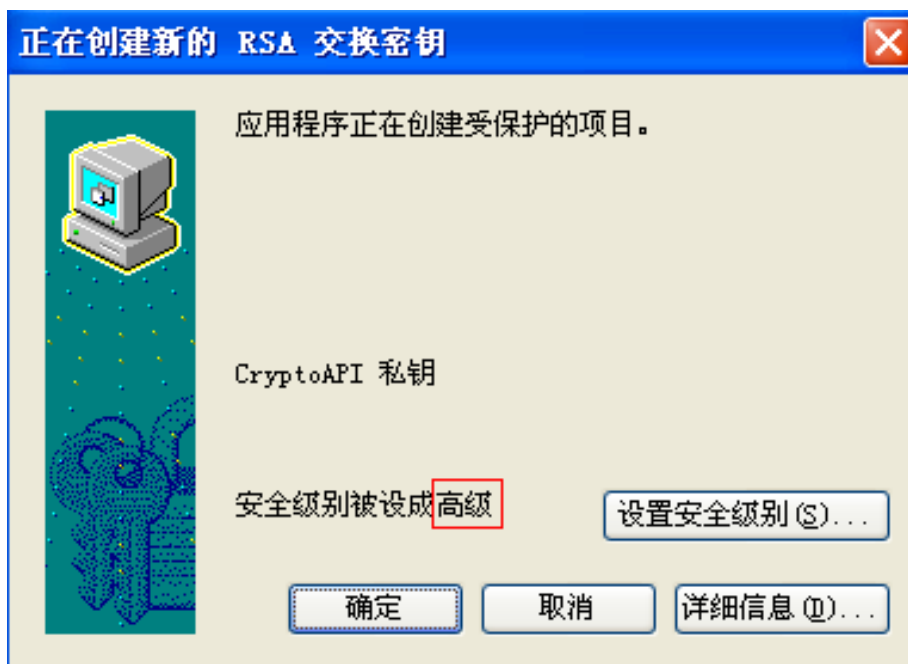 正在创建新的 RSA 交换密钥
应用程序正在创建受保护的项目。
CryptoAPI 私钥
安全级别被设成高级
设置安全级别(S)...
确定
取消
详细信息(D)...